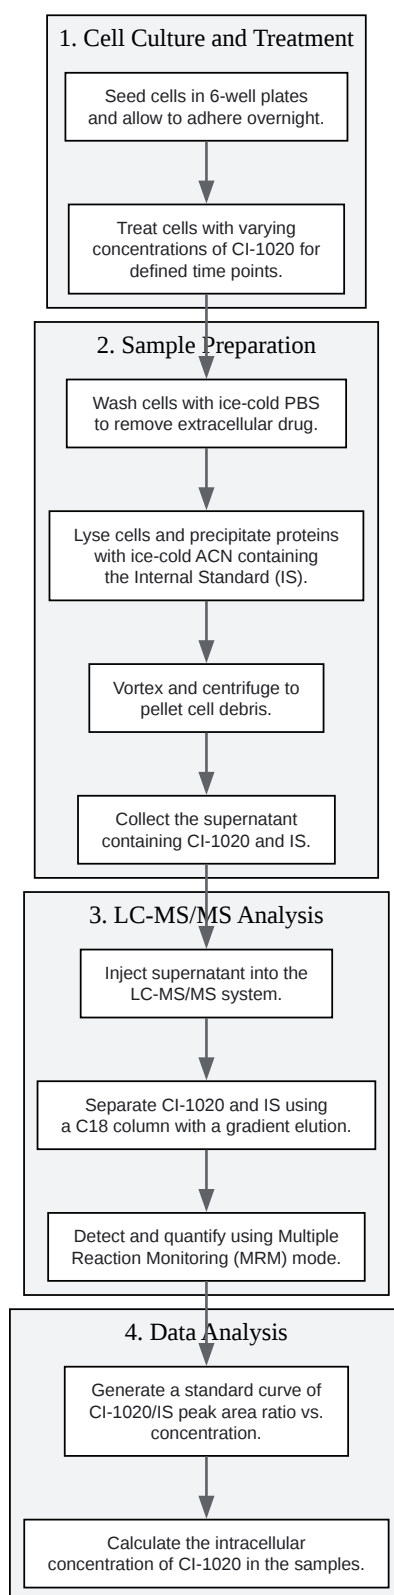 1. Cell Culture and Treatment
Seed cells in 6-well plates
and allow to adhere overnight.
Treat cells with varying
concentrations of CI-1020 for
defined time points.
2. Sample Preparation
Wash cells with ice-cold PBS
to remove extracellular drug.
Lyse cells and precipitate proteins
with ice-cold ACN containing
the Internal Standard (IS).
Vortex and centrifuge to
pellet cell debris.
Collect the supernatant
containing CI-1020 and IS.
3. LC-MS/MS Analysis
Inject supernatant into the
LC-MS/MS system.
Separate CI-1020 and IS using
a C18 column with a gradient elution.
Detect and quantify using Multiple
Reaction Monitoring (MRM) mode.
4. Data Analysis
Generate a standard curve of
CI-1020/IS peak area ratio vs.
concentration.
Calculate the intracellular
concentration of CI-1020 in the samples.